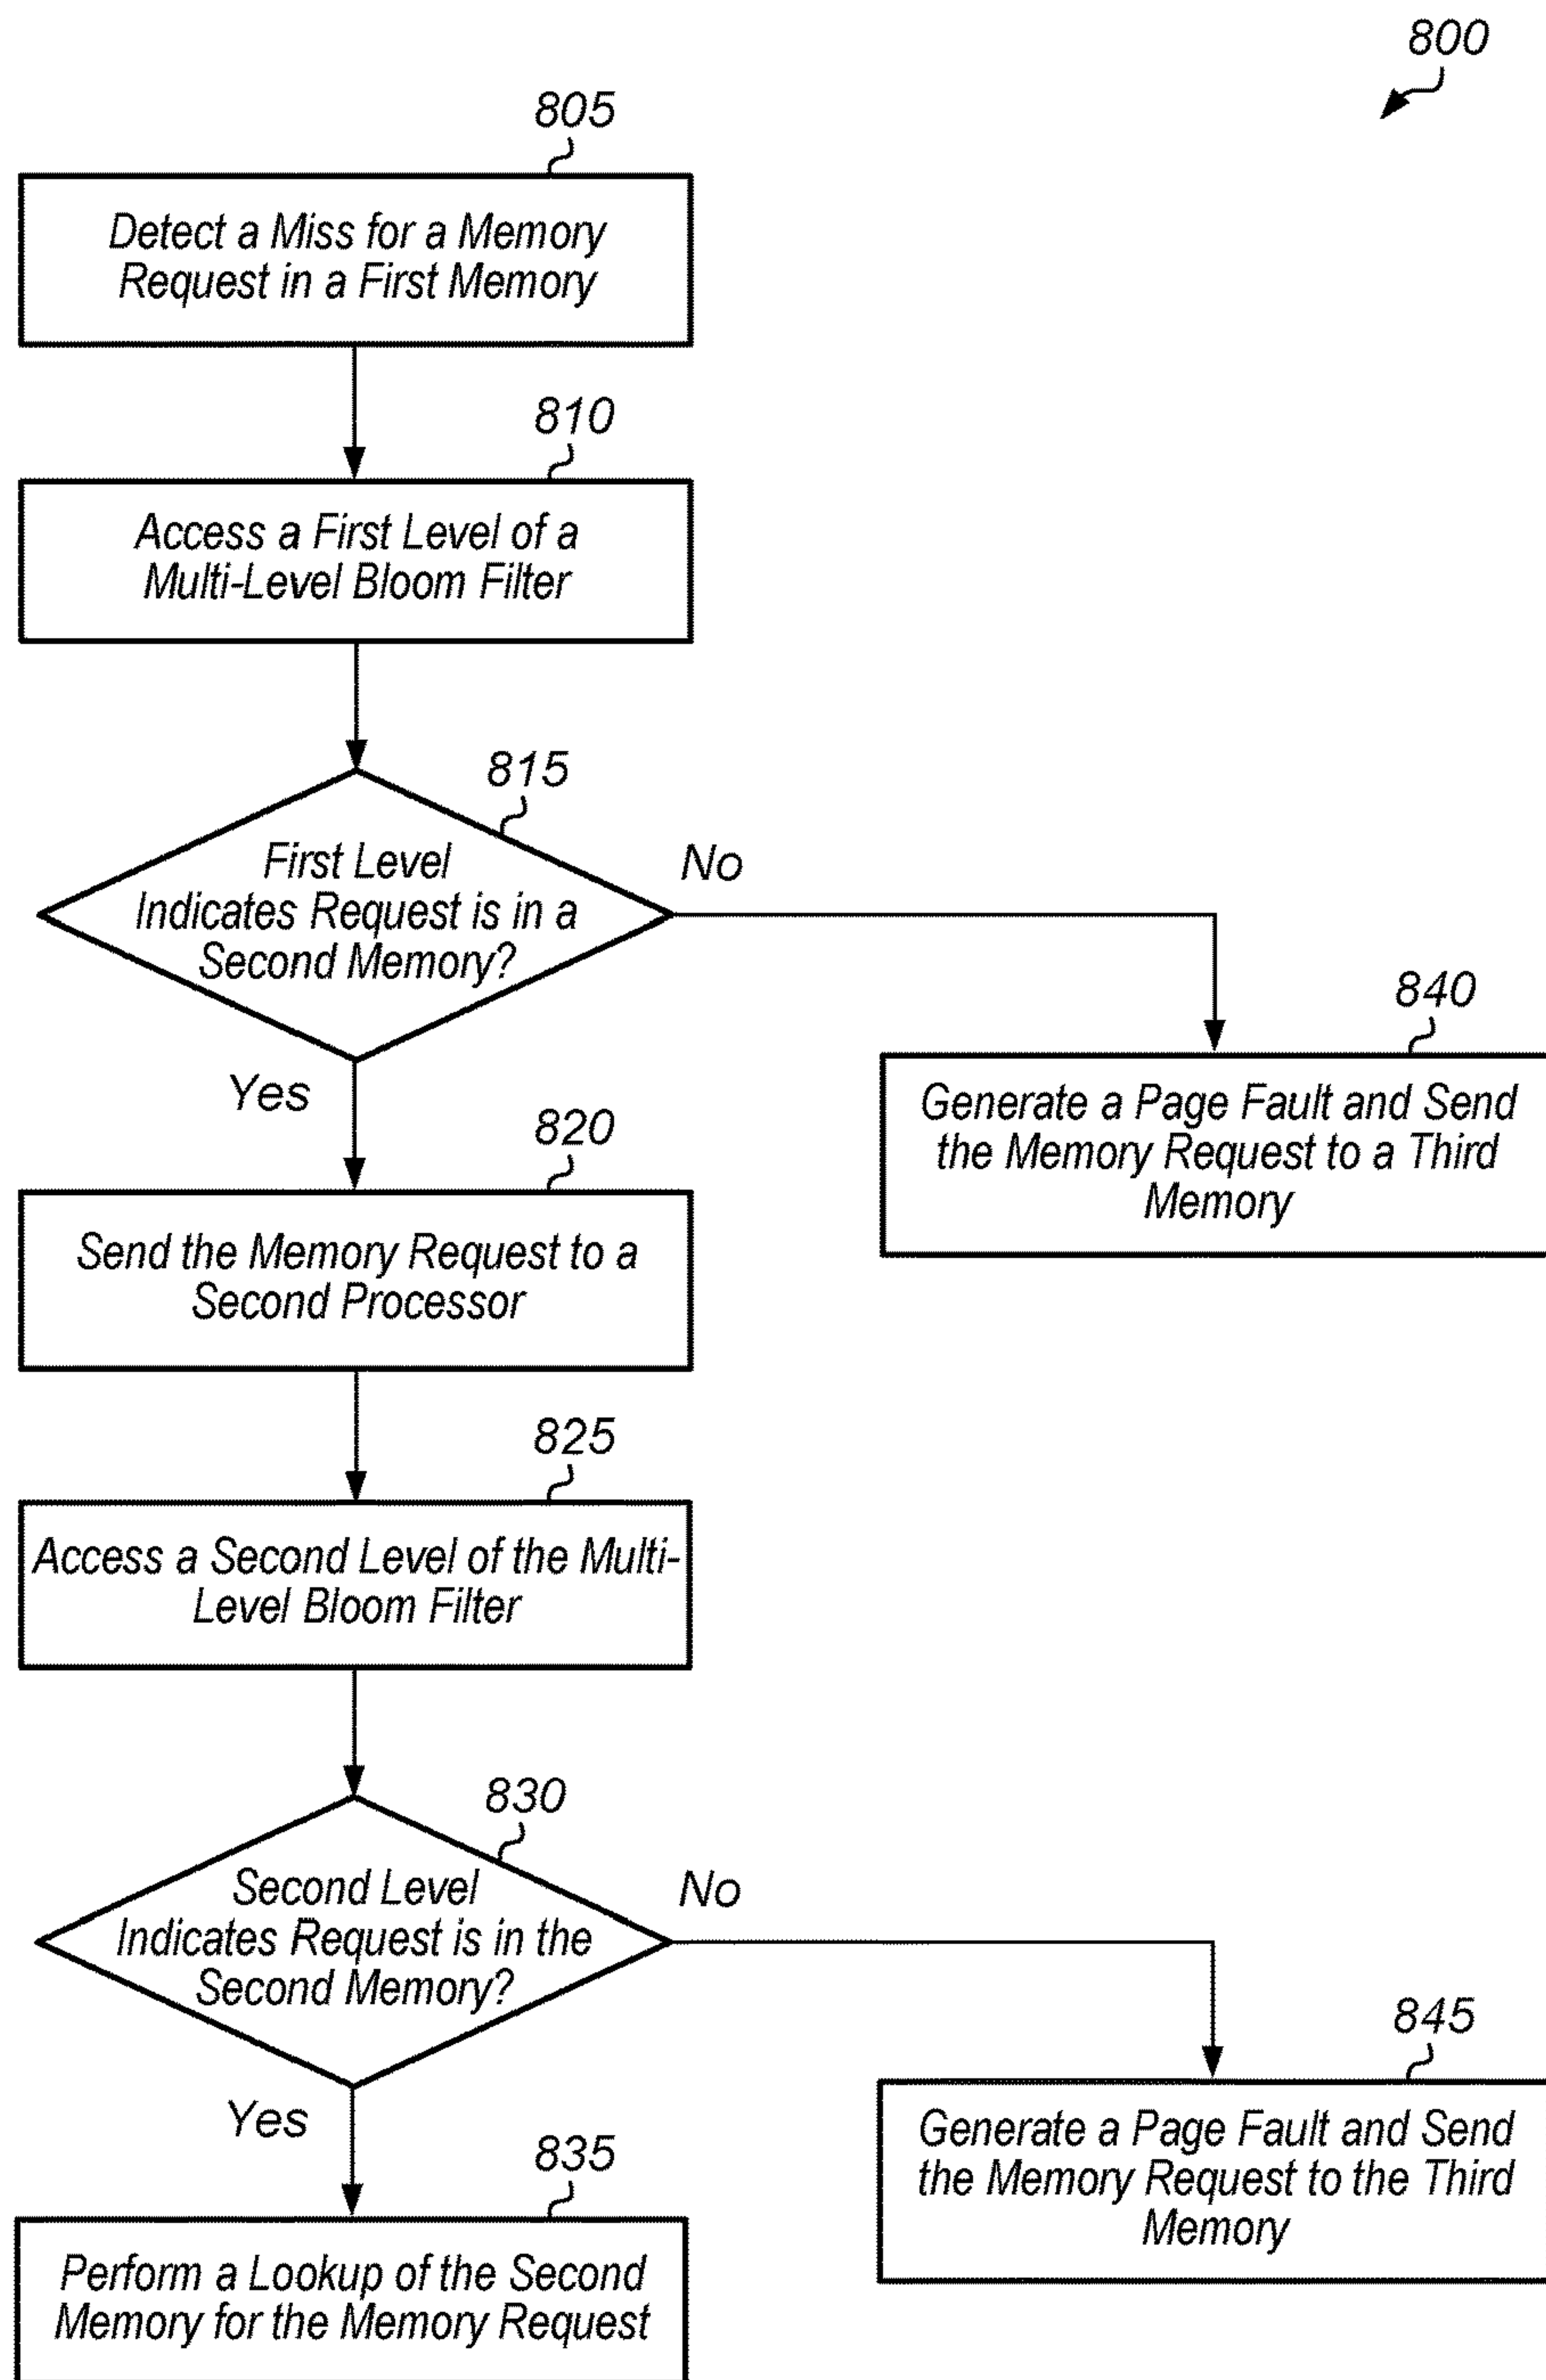 800
805
Detect a Miss for a Memory
Request in a First Memory
810
Access a First Level of a
Multi-Level Bloom Filter
815
First Level
Indicates Request is in a
Second Memory?
No
Yes
840
Generate a Page Fault and Send
the Memory Request to a Third
Memory
820
Send the Memory Request to a
Second Processor
825
Access a Second Level of the Multi-
Level Bloom Filter
830
Second Level
Indicates Request is in the
Second Memory?
No
Yes
845
Generate a Page Fault and Send
the Memory Request to the Third
Memory
835
Perform a Lookup of the Second
Memory for the Memory Request